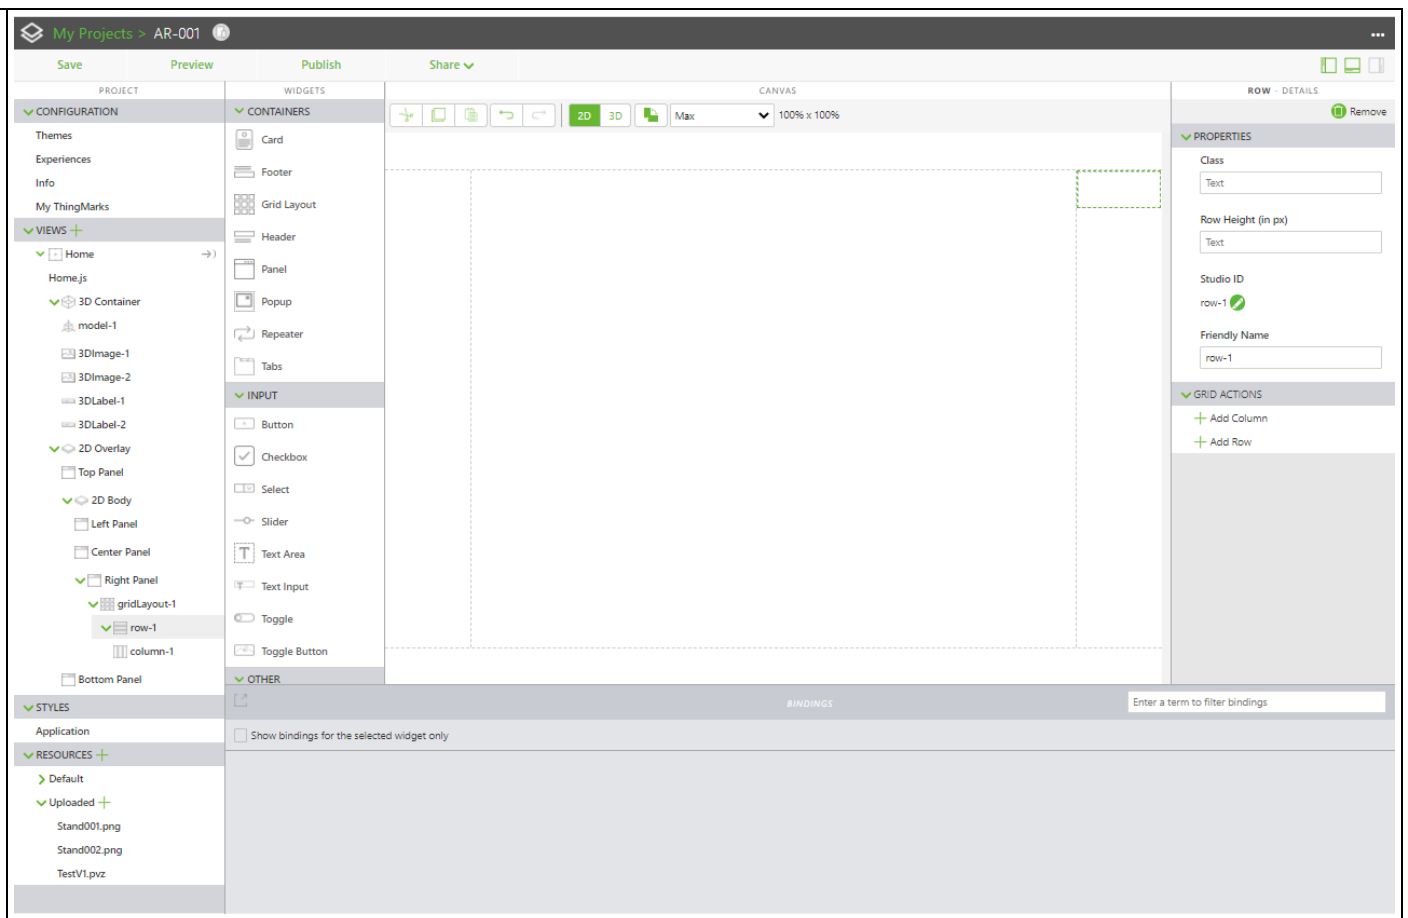 My Projects > AR-001
Save Preview Publish Share
PROJECT
CONFIGURATION
Themes
Experiences
Info
My ThingMarks
VIEWS
Home
Home.js
3D Container
model-1
3DImage-1
3DImage-2
3DLabel-1
3DLabel-2
2D Overlay
Top Panel
2D Body
Left Panel
Center Panel
Right Panel
gridLayout-1
row-1
column-1
Bottom Panel
STYLES
Application
RESOURCES
Default
Uploaded
Stand001.png
Stand002.png
TestV1.pvz
WIDGETS
CONTAINERS
Card
Footer
Grid Layout
Header
Panel
Popup
Repeater
Tabs
INPUT
Button
Checkbox
Select
Slider
Text Area
Text Input
Toggle
Toggle Button
OTHER
CANVAS
2D 3D Max 100% x 100%
BINDINGS
Enter a term to filter bindings
Show bindings for the selected widget only
ROW - DETAILS
Remove
PROPERTIES
Class
Text
Row Height (in px)
Text
Studio ID
row-1
Friendly Name
row-1
GRID ACTIONS
Add Column
Add Row